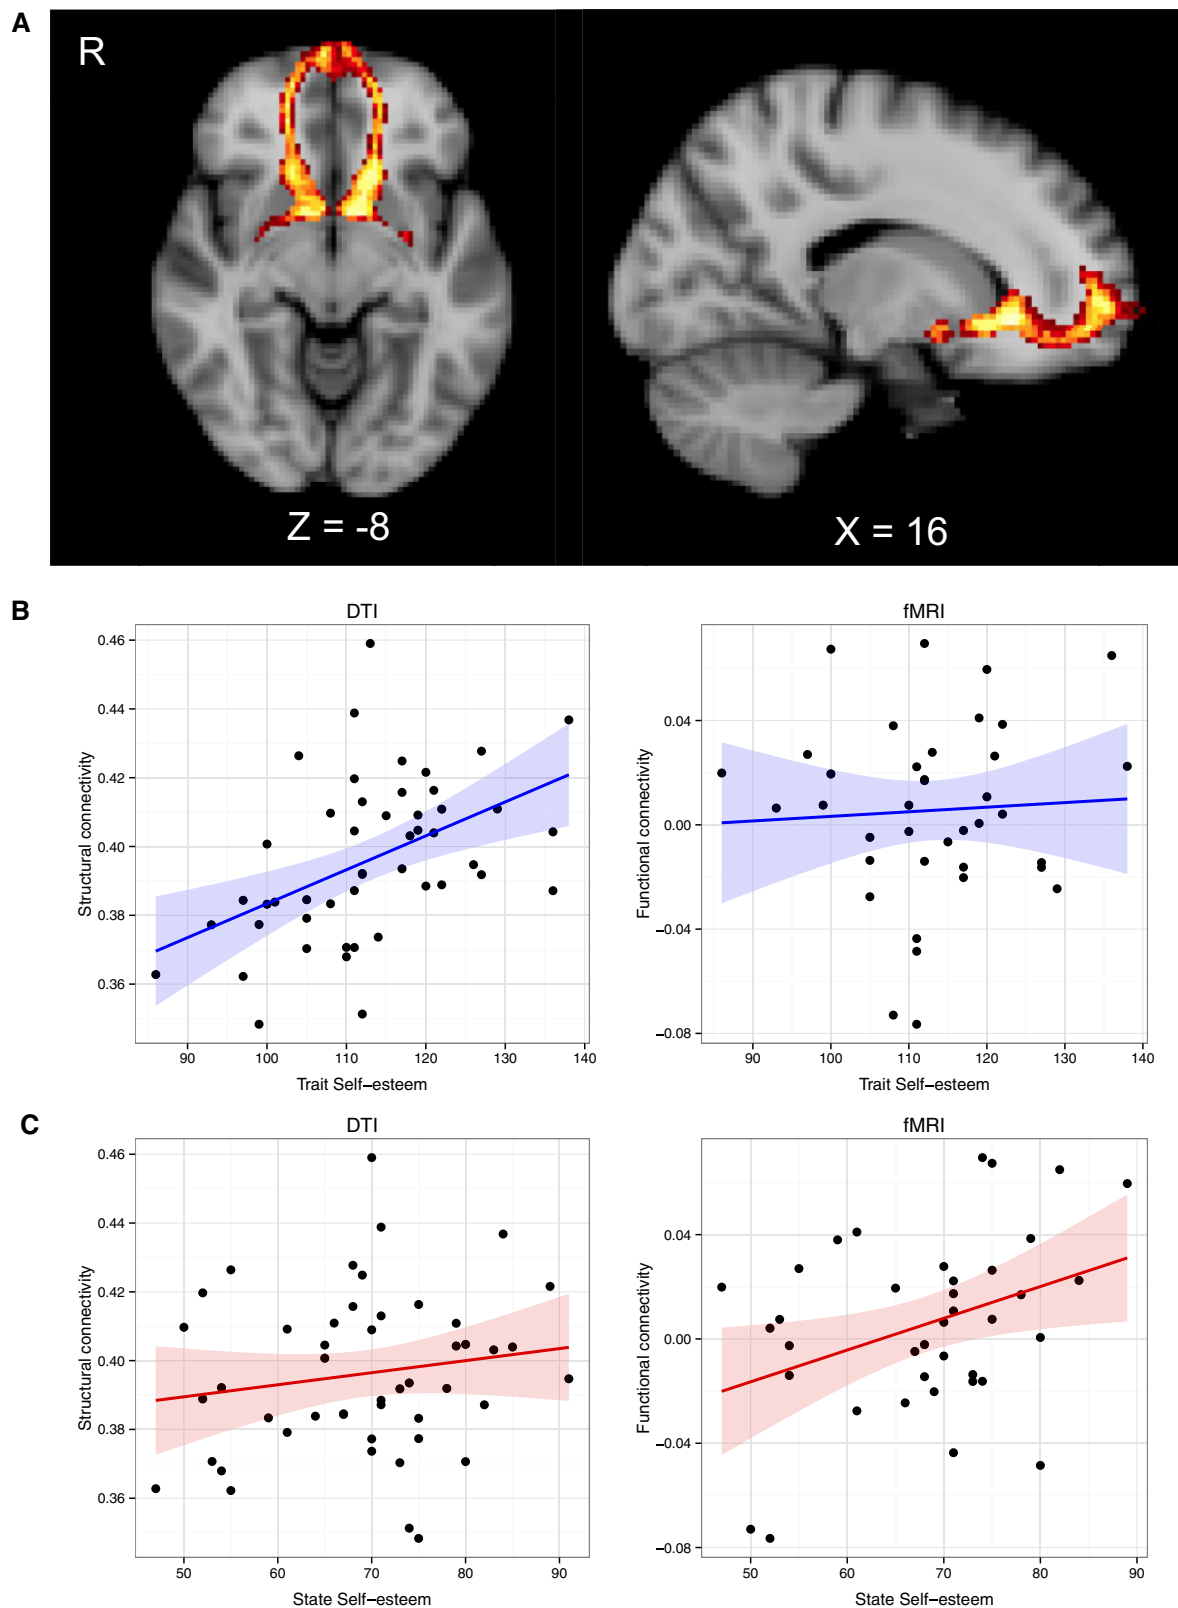 A
R
Z = -8
X = 16
B
DTI
fMRI
Structural connectivity
0.46
0.44
0.42
0.40
0.38
0.36
90 100 110 120 130 140
Trait Self−esteem
Functional connectivity
0.04
0.00
−0.04
−0.08
90 100 110 120 130 140
Trait Self−esteem
C
DTI
fMRI
Structural connectivity
0.46
0.44
0.42
0.40
0.38
0.36
50 60 70 80 90
State Self−esteem
Functional connectivity
0.04
0.00
−0.04
−0.08
50 60 70 80 90
State Self−esteem